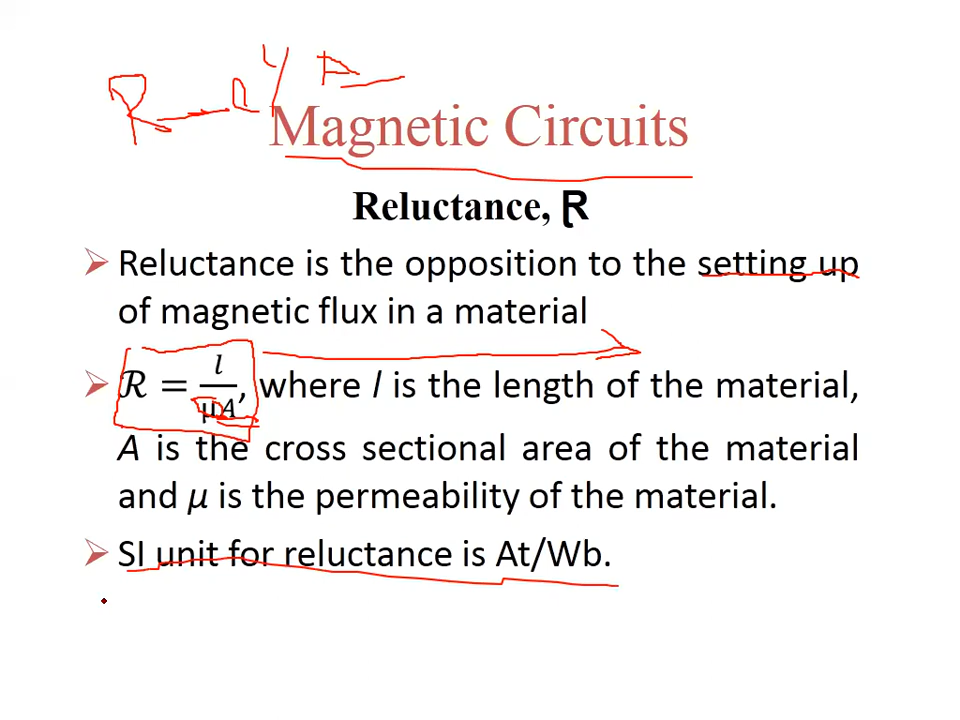 Magnetic Circuits
Reluctance, Ɽ
➢ Reluctance is the opposition to the setting up
of magnetic flux in a material
➢ ℛ = l/μA, where l is the length of the material,
A is the cross sectional area of the material
and μ is the permeability of the material.
➢ SI unit for reluctance is At/Wb.